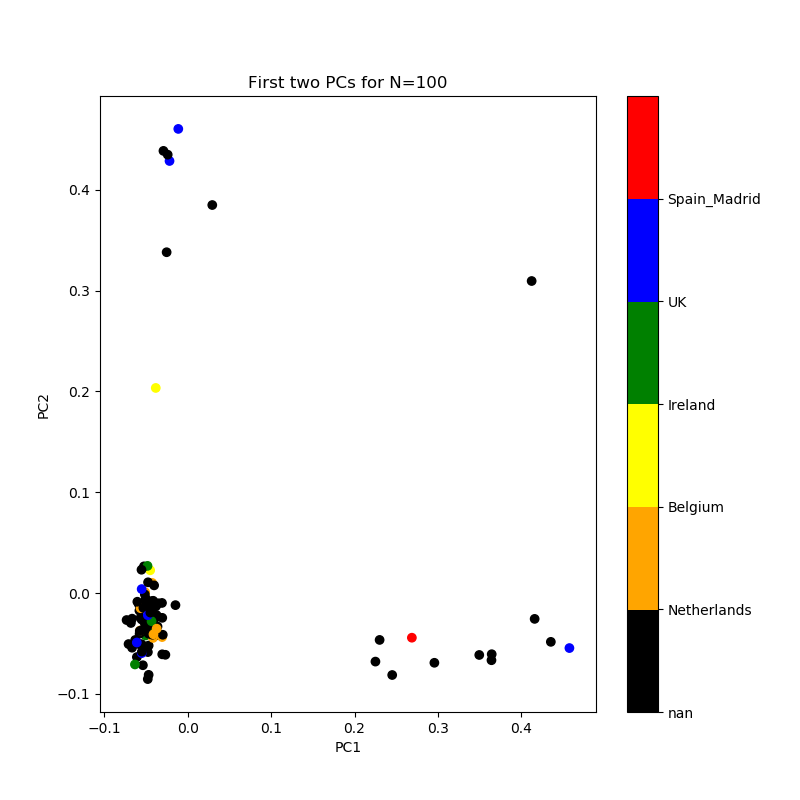 First two PCs for N=100
PC2
0.4
0.3
0.2
0.1
0.0
−0.1
−0.1
0.0
0.1
0.2
0.3
0.4
PC1
Spain_Madrid
UK
Ireland
Belgium
Netherlands
nan